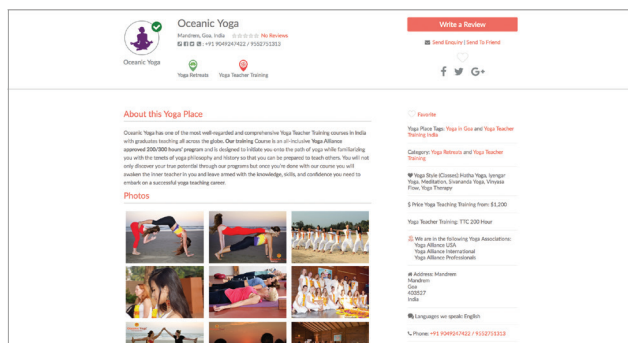 Oceanic Yoga
Mandrem, Goa, India ☆☆☆☆☆ No Reviews
: +91 9049247422 / 9552751313
Oceanic Yoga
Yoga Retreats
Yoga Teacher Training
Write a Review
Send Enquiry | Send To Friend
About this Yoga Place
Oceanic Yoga has one of the most well-regarded and comprehensive Yoga Teacher Training courses in India
with graduates teaching all across the globe. Our training Course is an all-inclusive Yoga Alliance
approved 200/300 hours' program and is designed to initiate you onto the path of yoga while familiarizing
you with the tenets of yoga philosophy and history so that you can be prepared to teach others. You will not
only discover your true potential through our programs but once you're done with our course you will
awaken the inner teacher in you and leave armed with the knowledge, skills, and confidence you need to
embark on a successful yoga teaching career.
Photos
Favorite
Yoga Place Tags: Yoga in Goa and Yoga Teacher
Training India
Category: Yoga Retreats and Yoga Teacher
Training
Yoga Style (Classes) Hatha Yoga, Iyengar
Yoga, Meditation, Sivananda Yoga, Vinyasa
Flow, Yoga Therapy
$ Price Yoga Teaching Training from: $1,200
Yoga Teacher Training: TTC 200 Hour
We are in the following Yoga Associations:
Yoga Alliance USA
Yoga Alliance International
Yoga Alliance Professionals
Address: Mandrem
Mandrem
Goa
403527
India
Languages we speak: English
Phone: +91 9049247422 / 9552751313